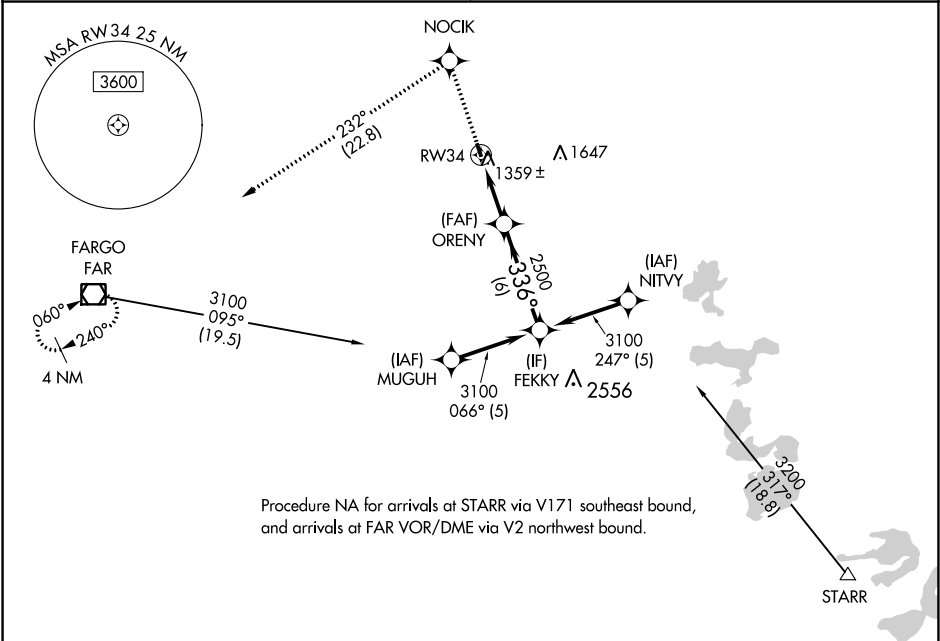 MSA RW34 25 NM
3600
NOCIK
232°
(22.8)
RW34
1359 ±
1647
(FAF)
ORENY
2500
336°
(6)
(IAF)
NITVY
3100
247° (5)
FARGO
FAR
060°
240°
4 NM
3100
095°
(19.5)
(IAF)
MUGUH
3100
066° (5)
(IF)
FEKKY
2556
3200
317°
(18.8)
STARR
Procedure NA for arrivals at STARR via V171 southeast bound,
and arrivals at FAR VOR/DME via V2 northwest bound.